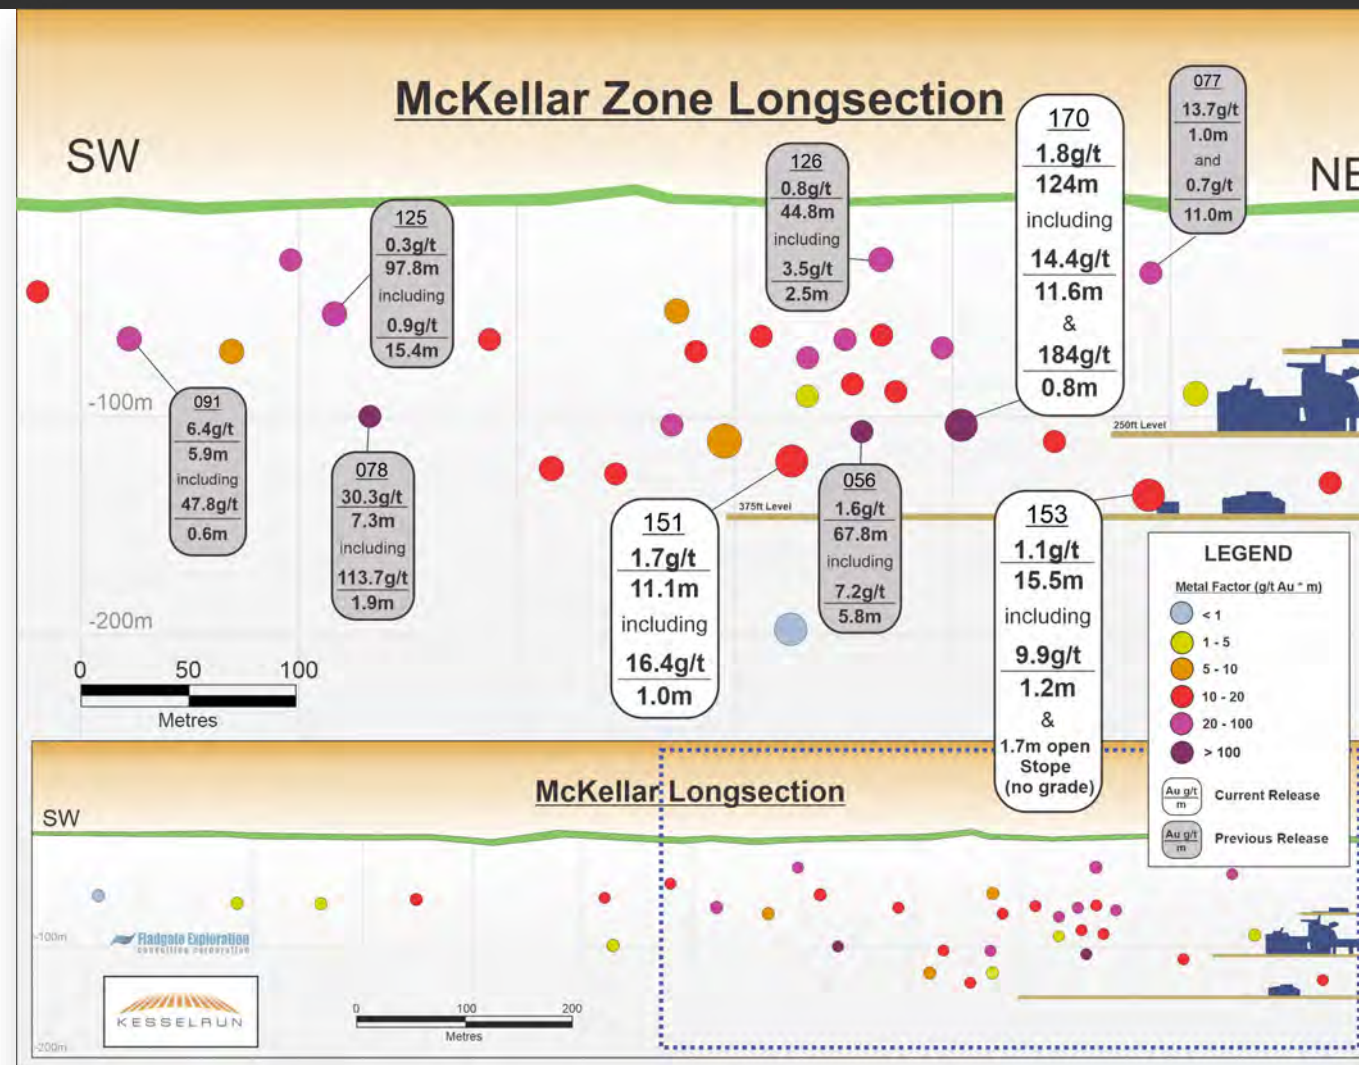 McKellar Zone Longsection
SW
NE
077
13.7g/t
1.0m
and
0.7g/t
11.0m
170
1.8g/t
124m
including
14.4g/t
11.6m
&
184g/t
0.8m
126
0.8g/t
44.8m
including
3.5g/t
2.5m
125
0.3g/t
97.8m
including
0.9g/t
15.4m
-100m
091
6.4g/t
5.9m
including
47.8g/t
0.6m
078
30.3g/t
7.3m
including
113.7g/t
1.9m
250ft Level
375ft Level
151
1.7g/t
11.1m
including
16.4g/t
1.0m
056
1.6g/t
67.8m
including
7.2g/t
5.8m
153
1.1g/t
15.5m
including
9.9g/t
1.2m
&
1.7m open
Stope
(no grade)
-200m
0 50 100
Metres
LEGEND
Metal Factor (g/t Au * m)
< 1
1 - 5
5 - 10
10 - 20
20 - 100
> 100
Au g/t
m
Current Release
Au g/t
m
Previous Release
McKellar Longsection
SW
-100m
Fladgate Exploration
consulting corporation
KESSELRUN
0 100 200
Metres
-200m